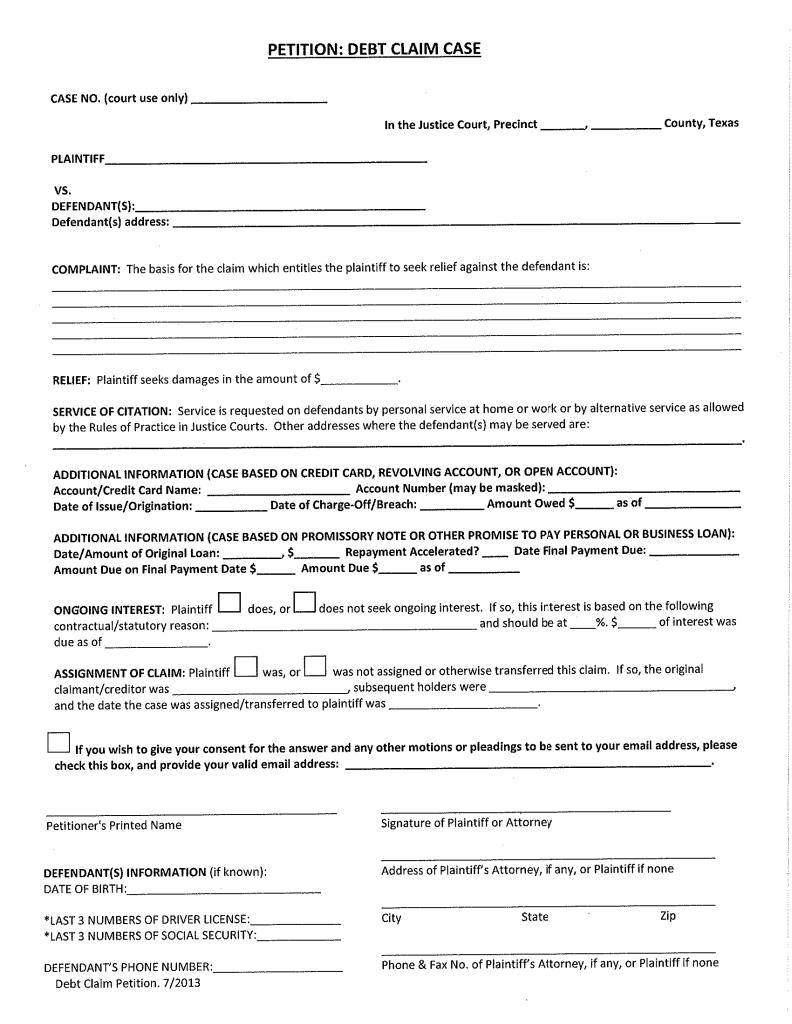 PETITION: DEBT CLAIM CASE
CASE NO. (court use only) ____________________
In the Justice Court, Precinct _______, __________ County, Texas
PLAINTIFF______________________________
VS.
DEFENDANT(S):______________________________
Defendant(s) address: ______________________________
COMPLAINT: The basis for the claim which entitles the plaintiff to seek relief against the defendant is:
RELIEF: Plaintiff seeks damages in the amount of $____________.
SERVICE OF CITATION: Service is requested on defendants by personal service at home or work or by alternative service as allowed
by the Rules of Practice in Justice Courts. Other addresses where the defendant(s) may be served are:
______________________________.
ADDITIONAL INFORMATION (CASE BASED ON CREDIT CARD, REVOLVING ACCOUNT, OR OPEN ACCOUNT):
Account/Credit Card Name: ____________________ Account Number (may be masked): ____________________
Date of Issue/Origination: ___________ Date of Charge-Off/Breach: __________ Amount Owed $______ as of ______________
ADDITIONAL INFORMATION (CASE BASED ON PROMISSORY NOTE OR OTHER PROMISE TO PAY PERSONAL OR BUSINESS LOAN):
Date/Amount of Original Loan: _________, $_______ Repayment Accelerated? ____ Date Final Payment Due: _____________
Amount Due on Final Payment Date $______ Amount Due $______ as of ___________
ONGOING INTEREST: Plaintiff ☐ does, or ☐ does not seek ongoing interest. If so, this interest is based on the following
contractual/statutory reason: ______________________________ and should be at ____%. $______ of interest was
due as of ________________.
ASSIGNMENT OF CLAIM: Plaintiff ☐ was, or ☐ was not assigned or otherwise transferred this claim. If so, the original
claimant/creditor was _________________________, subsequent holders were ______________________________,
and the date the case was assigned/transferred to plaintiff was ______________________.
☐ If you wish to give your consent for the answer and any other motions or pleadings to be sent to your email address, please
check this box, and provide your valid email address: ______________________________.
Petitioner's Printed Name
Signature of Plaintiff or Attorney
DEFENDANT(S) INFORMATION (if known):
Address of Plaintiff's Attorney, if any, or Plaintiff if none
DATE OF BIRTH:______________________________
*LAST 3 NUMBERS OF DRIVER LICENSE:______________
City State Zip
*LAST 3 NUMBERS OF SOCIAL SECURITY:_____________
DEFENDANT'S PHONE NUMBER:____________________
Phone & Fax No. of Plaintiff's Attorney, if any, or Plaintiff if none
Debt Claim Petition. 7/2013